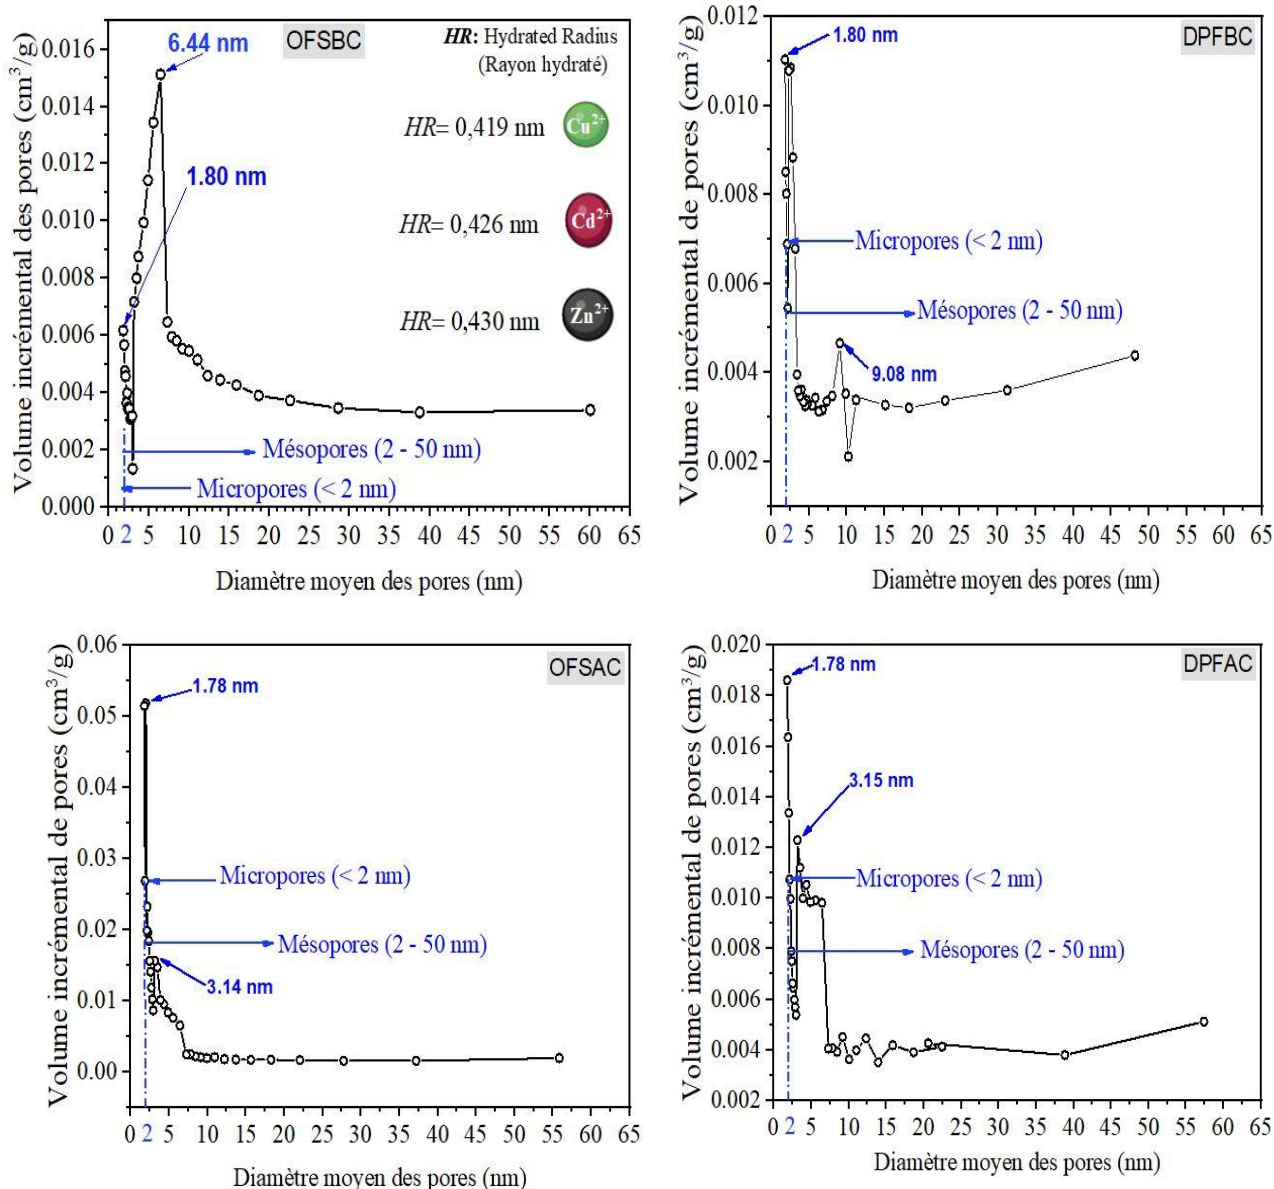 OFSBC
6.44 nm
1.80 nm
HR: Hydrated Radius
(Rayon hydraté)
HR= 0,419 nm
Cu²⁺
HR= 0,426 nm
Cd²⁺
HR= 0,430 nm
Zn²⁺
Mésopores (2 - 50 nm)
Micropores (< 2 nm)
Volume incrémental des pores (cm³/g)
0.016
0.014
0.012
0.010
0.008
0.006
0.004
0.002
0.000
0 2 5 10 15 20 25 30 35 40 45 50 55 60 65
Diamètre moyen des pores (nm)
DPFBC
1.80 nm
Micropores (< 2 nm)
Mésopores (2 - 50 nm)
9.08 nm
Volume incrémental de pores (cm³/g)
0.012
0.010
0.008
0.006
0.004
0.002
0 2 5 10 15 20 25 30 35 40 45 50 55 60 65
Diamètre moyen des pores (nm)
OFSAC
1.78 nm
Micropores (< 2 nm)
Mésopores (2 - 50 nm)
3.14 nm
Volume incrémental de pores (cm³/g)
0.06
0.05
0.04
0.03
0.02
0.01
0.00
0 2 5 10 15 20 25 30 35 40 45 50 55 60 65
Diamètre moyen des pores (nm)
DPFAC
1.78 nm
3.15 nm
Micropores (< 2 nm)
Mésopores (2 - 50 nm)
Volume incrémental de pores (cm³/g)
0.020
0.018
0.016
0.014
0.012
0.010
0.008
0.006
0.004
0.002
0 2 5 10 15 20 25 30 35 40 45 50 55 60 65
Diamètre moyen des pores (nm)